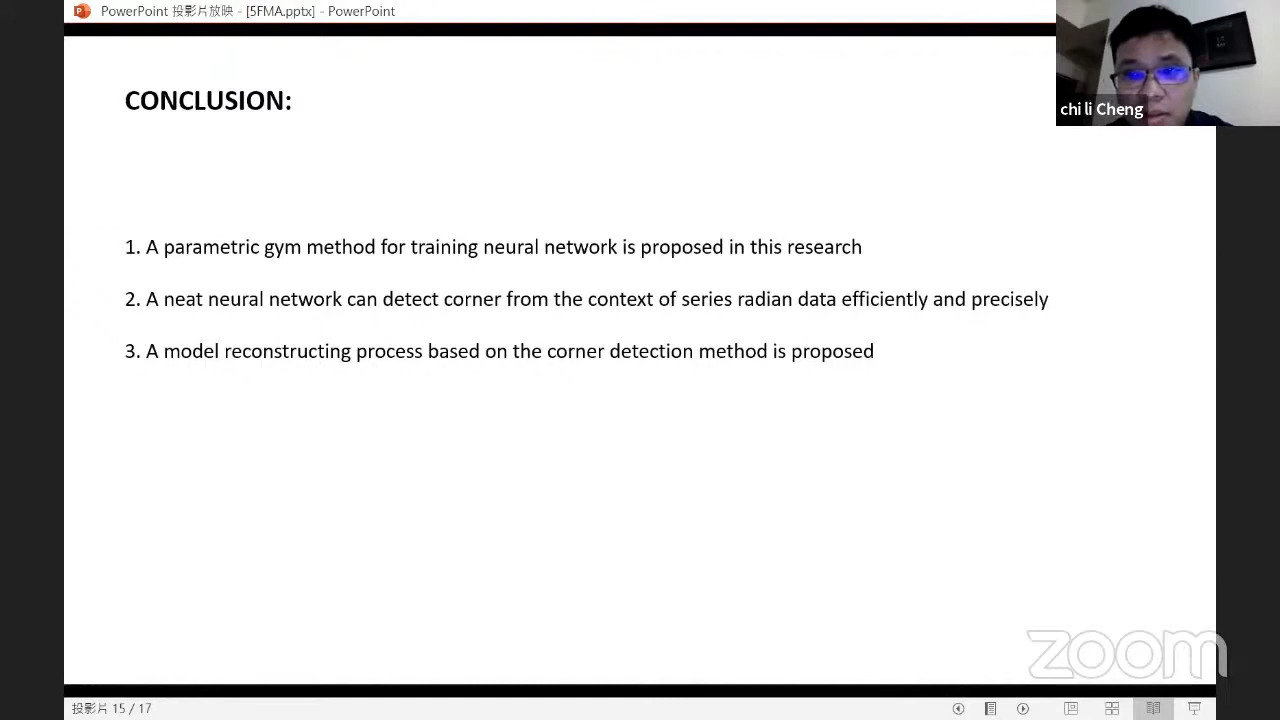 PowerPoint 投影片放映 - [5FMA.pptx] - PowerPoint
chi li Cheng
CONCLUSION:
1. A parametric gym method for training neural network is proposed in this research
2. A neat neural network can detect corner from the context of series radian data efficiently and precisely
3. A model reconstructing process based on the corner detection method is proposed
zoom
投影片 15 / 17